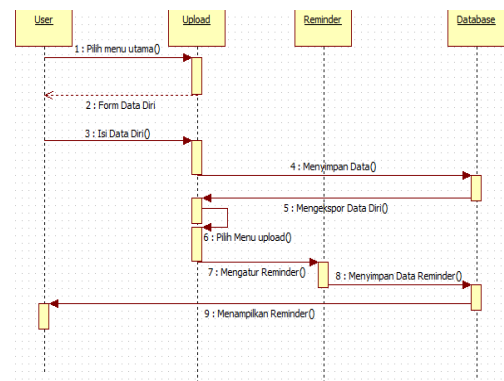 User
Upload
Reminder
Database
1 : Pilih menu utama()
2 : Form Data Diri
3 : Isi Data Diri()
4 : Menyimpan Data()
5 : Mengekspor Data Diri()
6 : Pilih Menu upload()
7 : Mengatur Reminder()
8 : Menyimpan Data Reminder()
9 : Menampilkan Reminder()